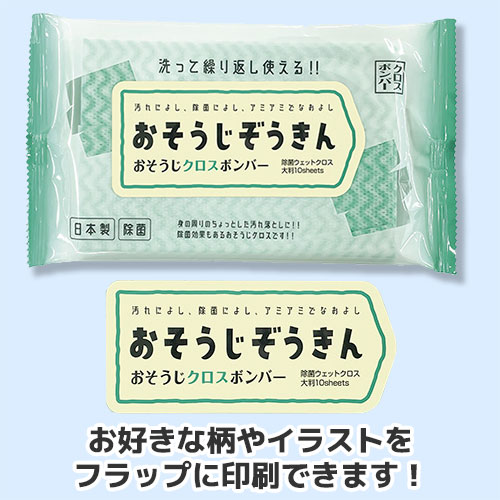 洗って繰り返し使える!!
クロス
ボンバー
汚れによし、除菌によし、アミアミでなおよし
おそうじぞうきん
おそうじクロスボンバー
除菌ウェットクロス
大判10sheets
日本製
除菌
身の周りのちょっとした汚れ落としに!!
除菌効果もあるおそうじクロスです!!
汚れによし、除菌によし、アミアミでなおよし
おそうじぞうきん
おそうじクロスボンバー
除菌ウェットクロス
大判10sheets
お好きな柄やイラストを
フラップに印刷できます！